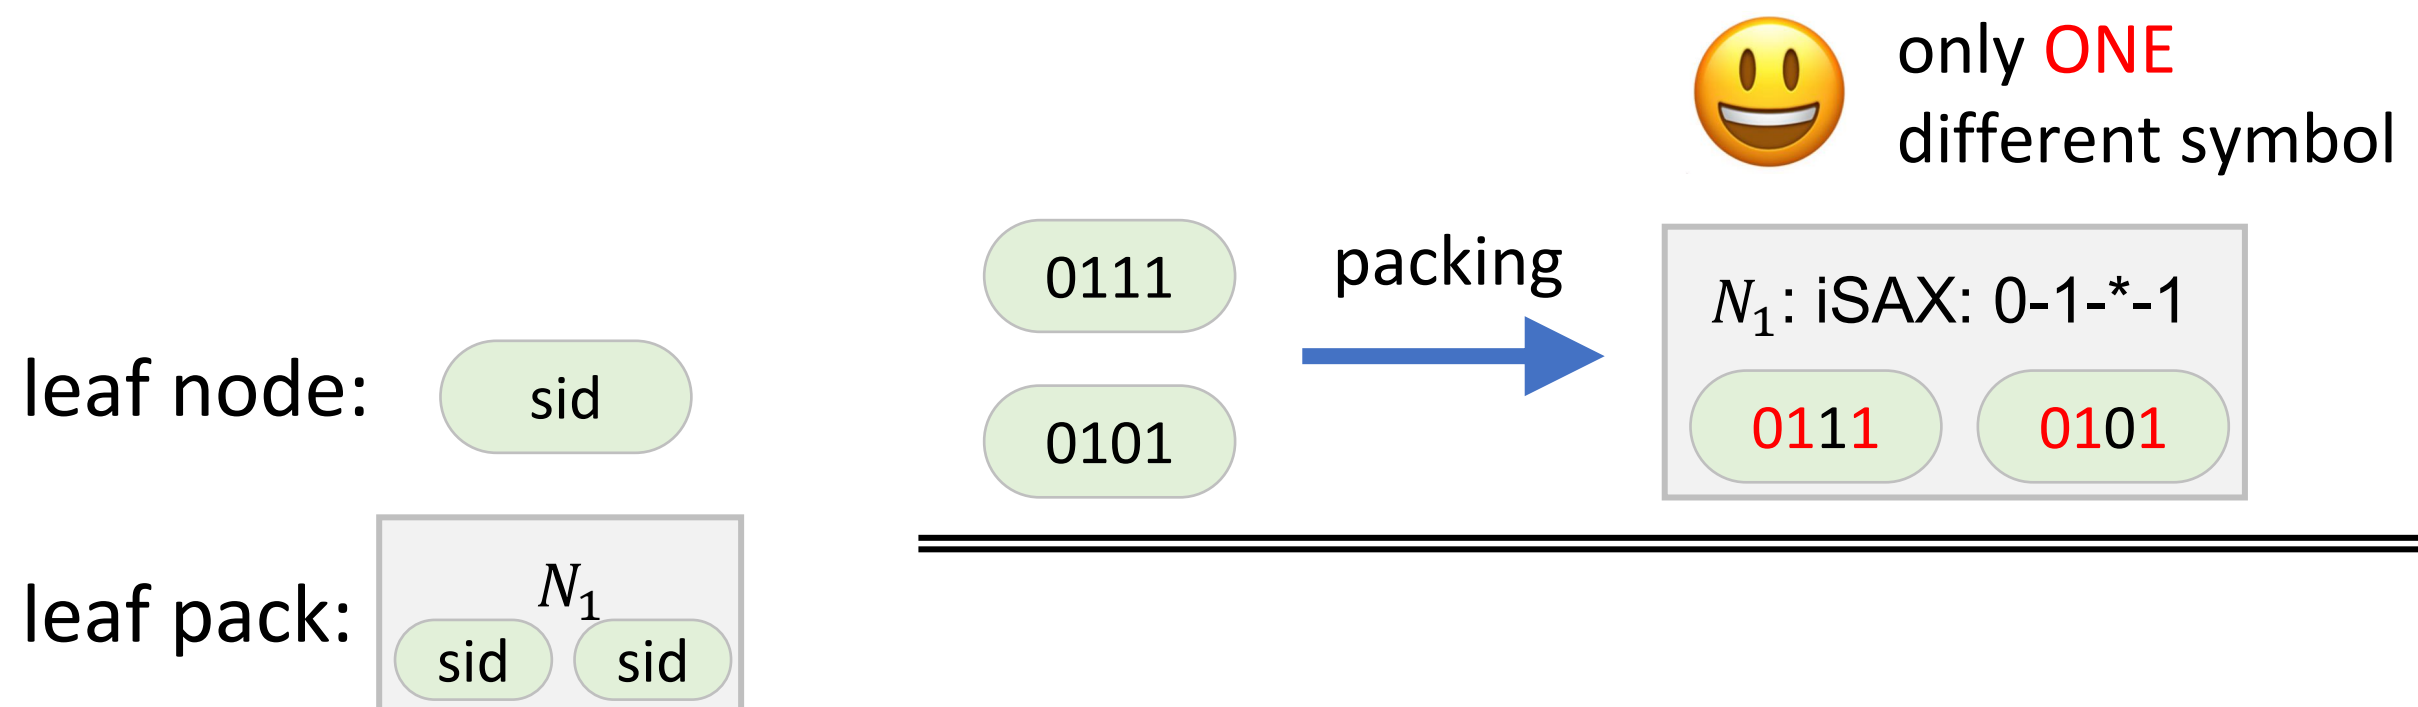 only ONE
different symbol
0111
packing
N₁: iSAX: 0-1-*-1
0101
0111 0101
leaf node: sid
leaf pack:
N₁
sid sid